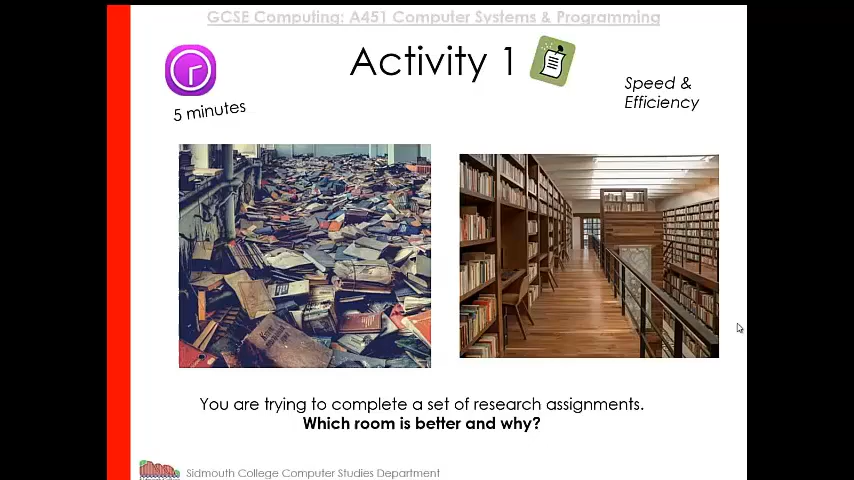 GCSE Computing: A451 Computer Systems & Programming
Activity 1
5 minutes
Speed &
Efficiency
You are trying to complete a set of research assignments.
Which room is better and why?
Sidmouth College Computer Studies Department